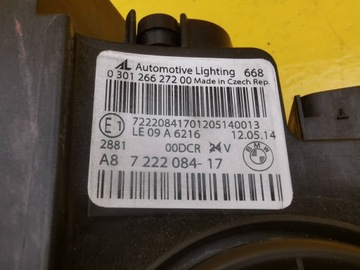 AL Automotive Lighting 668
0 301 266 272 00 Made in Czech Rep.
72220841701205140013
E1 LE 09 A 6216 12.05.14
2881 00DCR 24V
A8 7 222 084-17
BMW